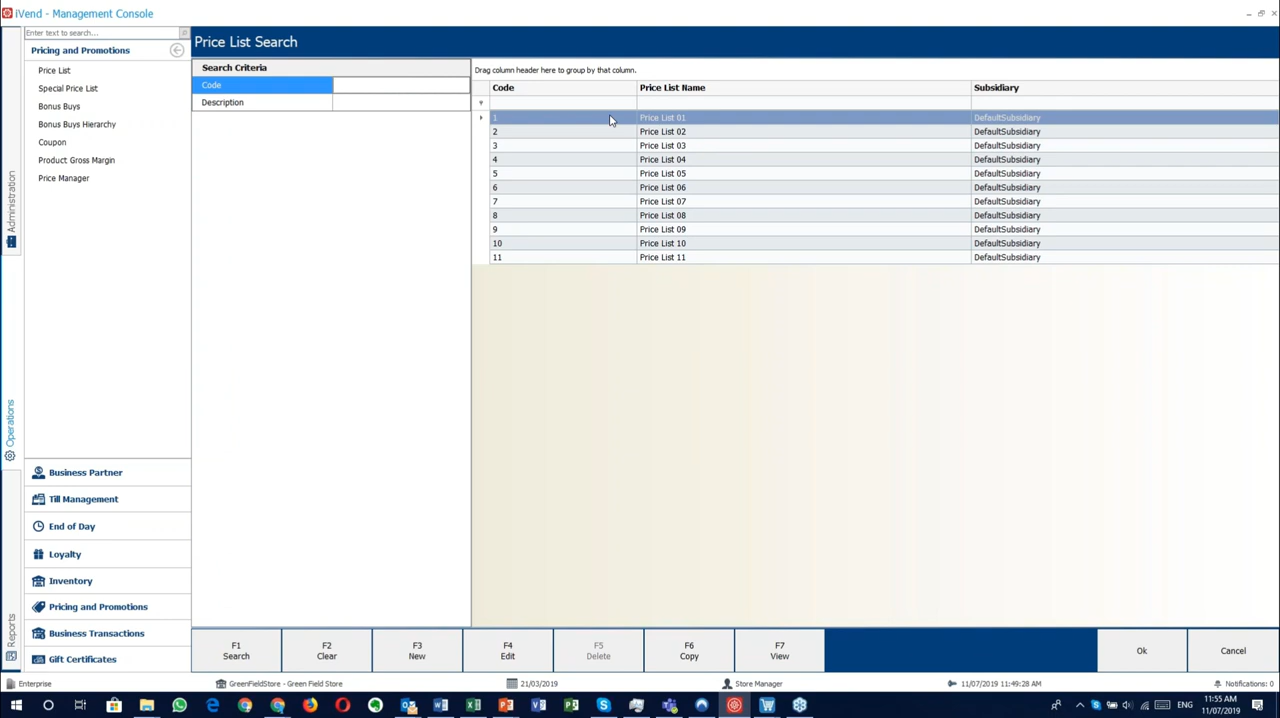 iVend - Management Console
Enter text to search...
Pricing and Promotions
Price List
Special Price List
Bonus Buys
Bonus Buys Hierarchy
Coupon
Product Gross Margin
Price Manager
Administration
Operations
Reports
Business Partner
Till Management
End of Day
Loyalty
Inventory
Pricing and Promotions
Business Transactions
Gift Certificates
Price List Search
Search Criteria
Code
Description
Drag column header here to group by that column.
Code Price List Name Subsidiary
1 Price List 01 DefaultSubsidiary
2 Price List 02 DefaultSubsidiary
3 Price List 03 DefaultSubsidiary
4 Price List 04 DefaultSubsidiary
5 Price List 05 DefaultSubsidiary
6 Price List 06 DefaultSubsidiary
7 Price List 07 DefaultSubsidiary
8 Price List 08 DefaultSubsidiary
9 Price List 09 DefaultSubsidiary
10 Price List 10 DefaultSubsidiary
11 Price List 11 DefaultSubsidiary
F1 F2 F3 F4 F5 F6 F7
Search Clear New Edit Delete Copy View Ok Cancel
Enterprise GreenFieldStore - Green Field Store 21/03/2019 Store Manager 11/07/2019 11:49:28 AM Notifications: 0
ENG
11:55 AM
11/07/2019